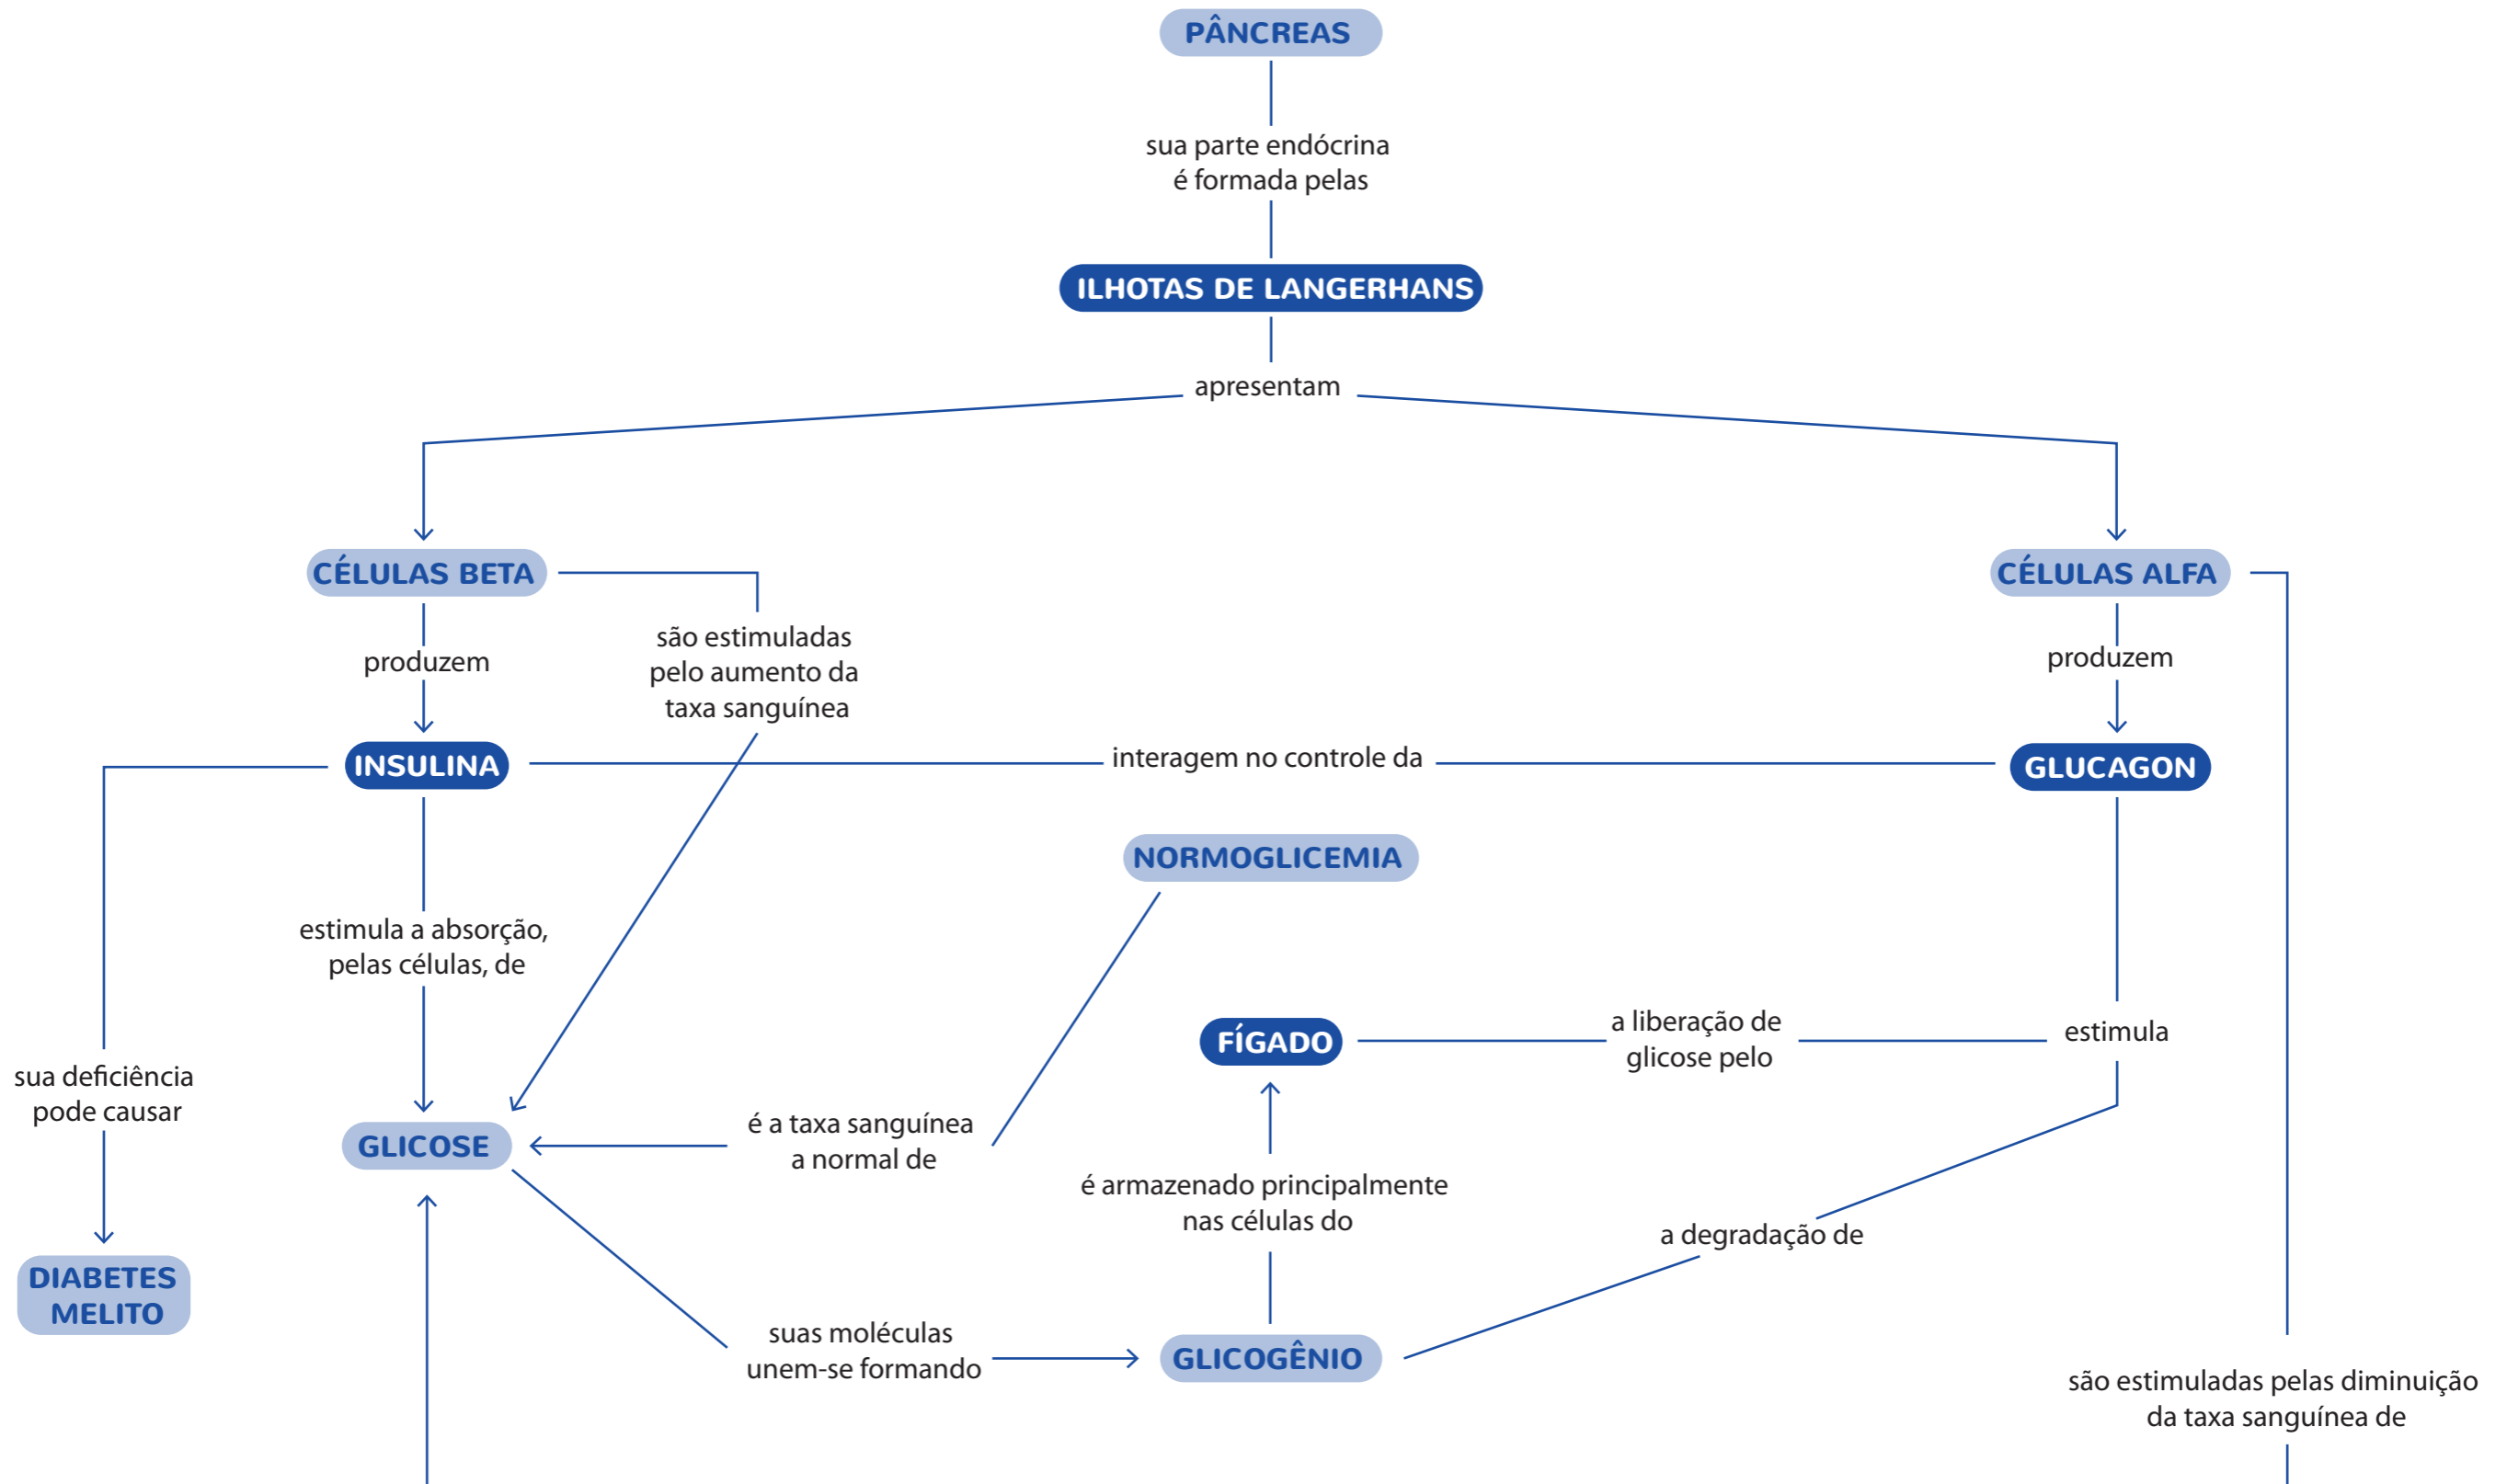 PÂNCREAS
sua parte endócrina
é formada pelas
ILHOTAS DE LANGERHANS
apresentam
CÉLULAS BETA
CÉLULAS ALFA
são estimuladas
pelo aumento da
taxa sanguínea
produzem
produzem
INSULINA
interagem no controle da
GLUCAGON
NORMOGLICEMIA
estimula a absorção,
pelas células, de
FÍGADO
a liberação de
glicose pelo
estimula
sua deficiência
pode causar
GLICOSE
é a taxa sanguínea
a normal de
é armazenado principalmente
nas células do
a degradação de
DIABETES
MELITO
suas moléculas
unem-se formando
GLICOGÊNIO
são estimuladas pelas diminuição
da taxa sanguínea de